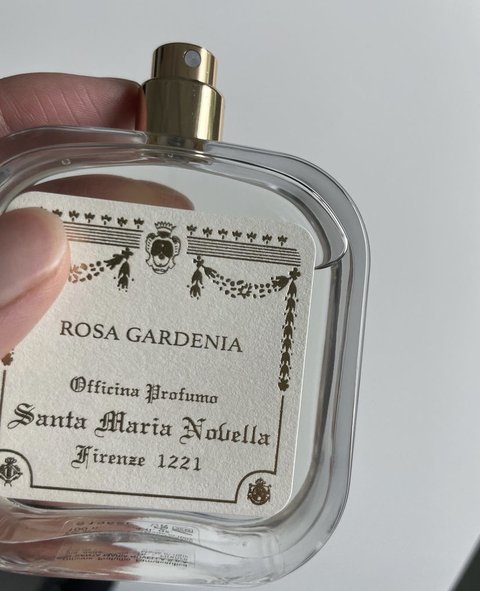 ROSA GARDENIA
Officina Profumo
Santa Maria Novella
Firenze 1221